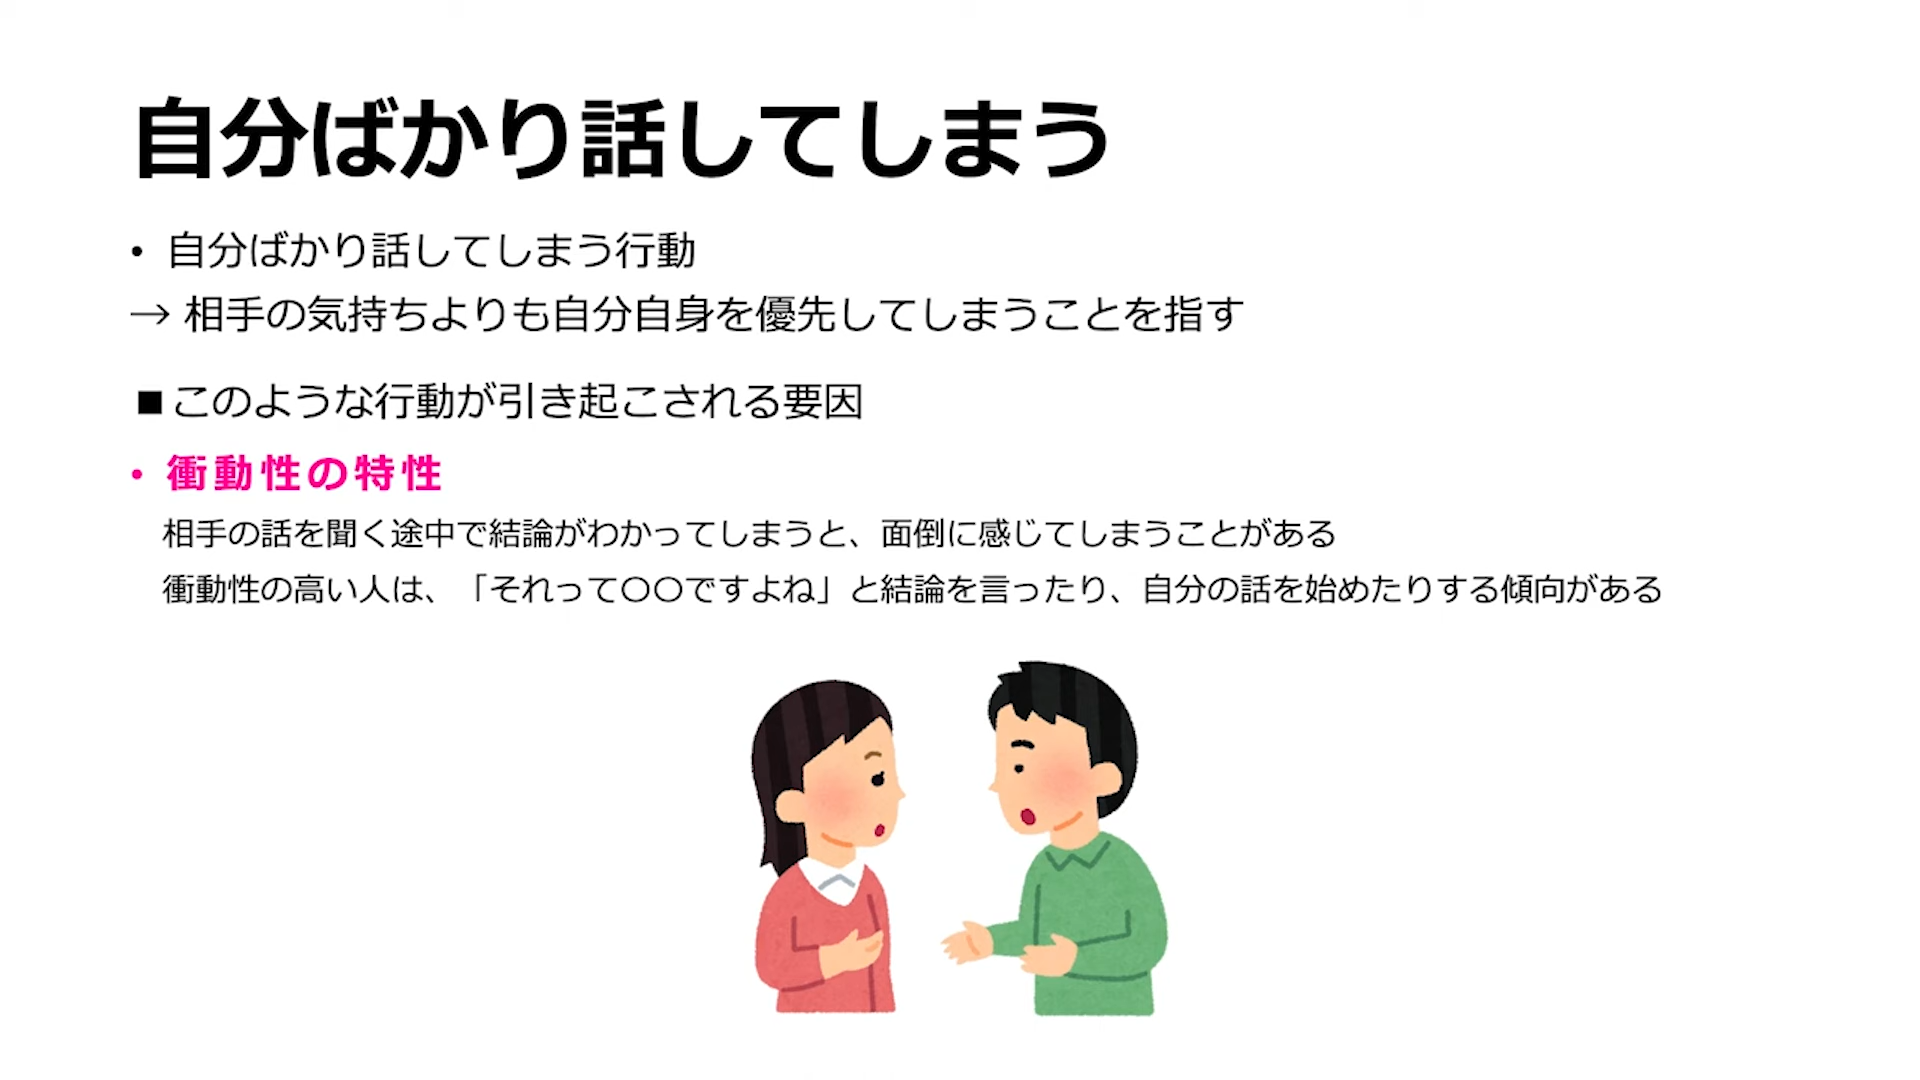 自分ばかり話してしまう
• 自分ばかり話してしまう行動
→ 相手の気持ちよりも自分自身を優先してしまうことを指す
■このような行動が引き起こされる要因
• 衝動性の特性
相手の話を聞く途中で結論がわかってしまうと、面倒に感じてしまうことがある
衝動性の高い人は、「それって〇〇ですよね」と結論を言ったり、自分の話を始めたりする傾向がある